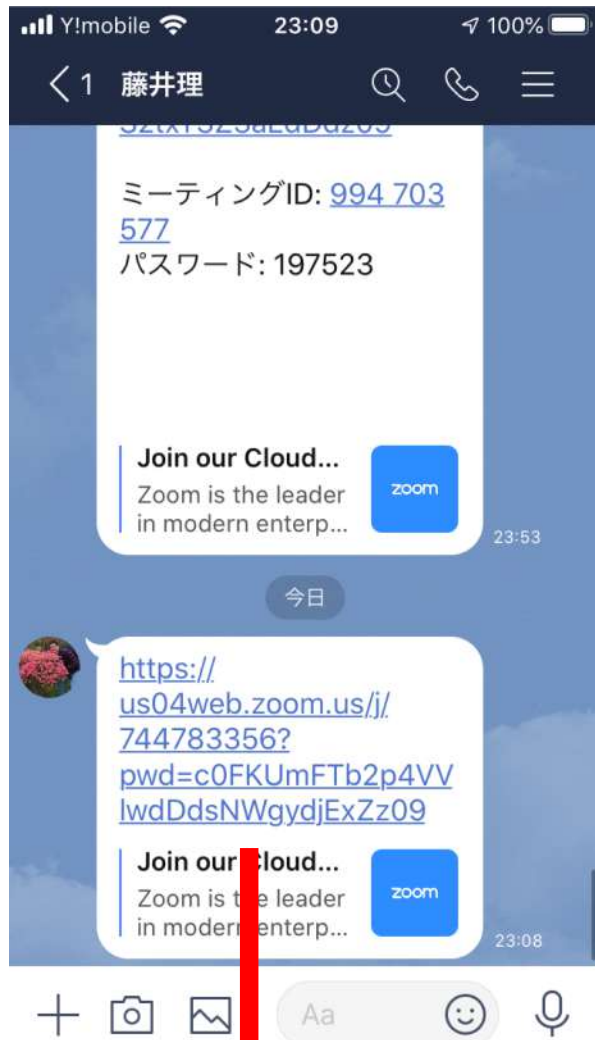 Y!mobile 23:09 100%
1 藤井理
ミーティングID: 994 703
577
パスワード: 197523
Join our Cloud...
Zoom is the leader
in modern enterp...
zoom
23:53
今日
https://
us04web.zoom.us/j/
744783356?
pwd=c0FKUmFTb2p4VV
lwdDdsNWgydjExZz09
Join our Cloud...
Zoom is the leader
in modern enterp...
zoom
23:08
Aa